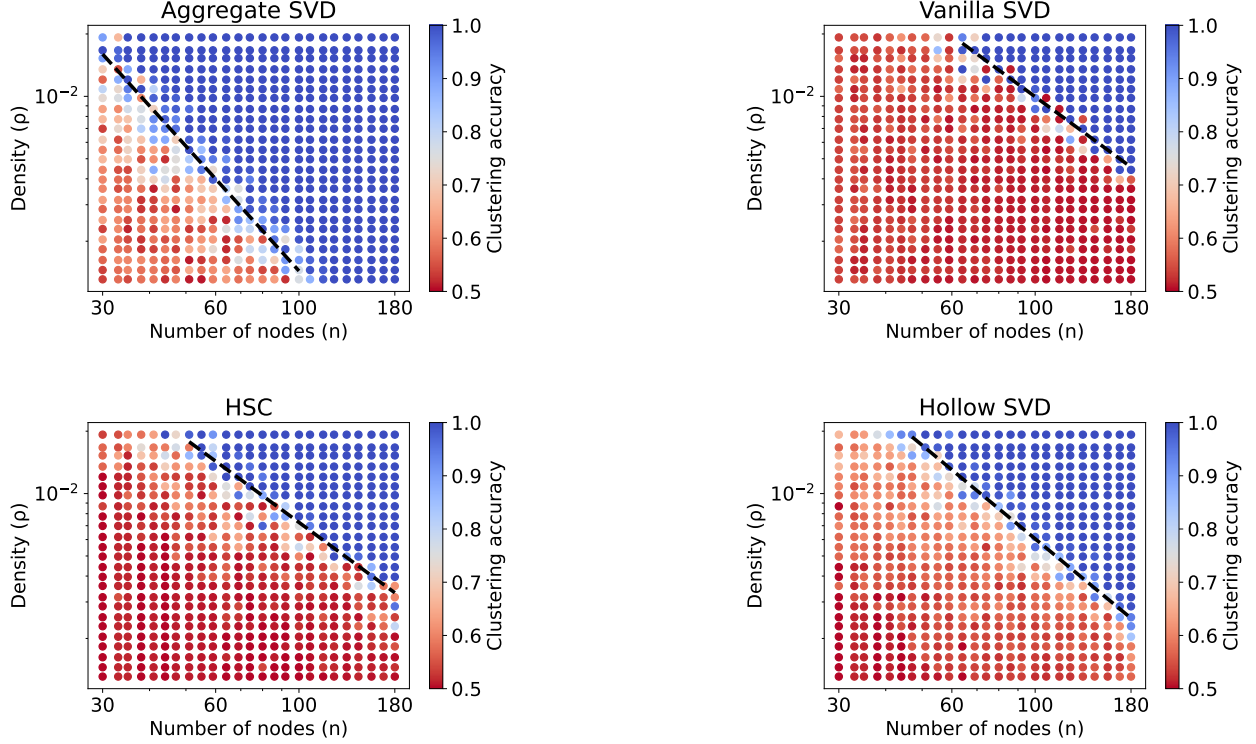 Aggregate SVD
Density (ρ)
10⁻²
30
60
100
180
Number of nodes (n)
1.0
0.9
0.8
0.7
0.6
0.5
Clustering accuracy
Vanilla SVD
Density (ρ)
10⁻²
30
60
100
180
Number of nodes (n)
1.0
0.9
0.8
0.7
0.6
0.5
Clustering accuracy
HSC
Density (ρ)
10⁻²
30
60
100
180
Number of nodes (n)
1.0
0.9
0.8
0.7
0.6
0.5
Clustering accuracy
Hollow SVD
Density (ρ)
10⁻²
30
60
100
180
Number of nodes (n)
1.0
0.9
0.8
0.7
0.6
0.5
Clustering accuracy